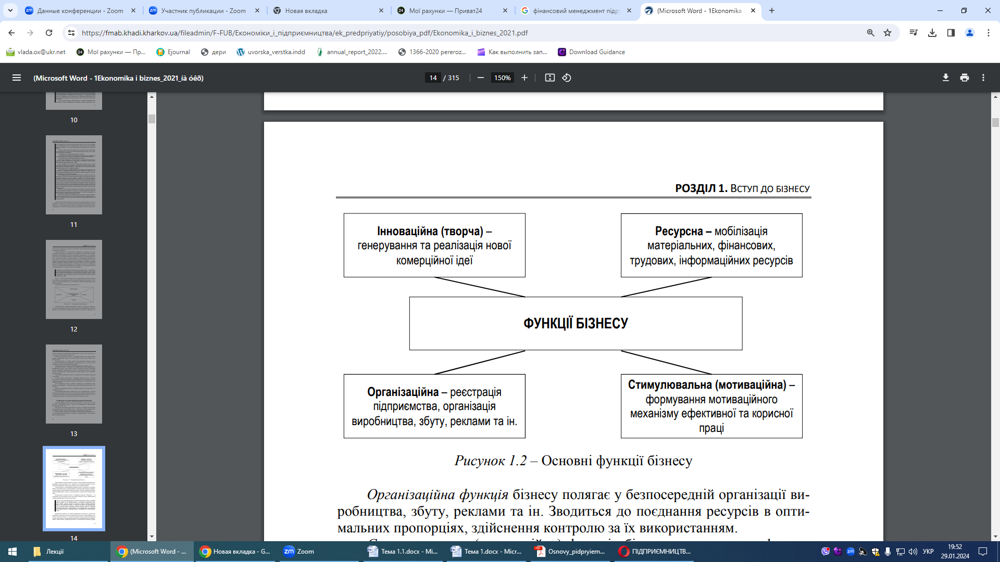 Данные конференции - Zoom
Участник публикации - Zoom
Новая вкладка
Мої рахунки — Приват24
фінансовий менеджмент підр
(Microsoft Word - 1Ekonomika
https://fmab.khadi.kharkov.ua/fileadmin/F-FUB/Економіки_і_підприємництва/ek_predpriyatiy/posobiya_pdf/Ekonomika_i_biznes_2021.pdf
vlada.ox@ukr.net
Мої рахунки — Пр...
Ejournal
дери
uvorska_verstka.indd
annual_report_2022....
1366-2020 pereroz...
Как выполнить зап...
Download Guidance
(Microsoft Word - 1Ekonomika i biznes_2021_íà óêð)
14 / 315
150%
10
11
12
13
14
РОЗДІЛ 1. ВСТУП ДО БІЗНЕСУ
Інноваційна (творча) –
генерування та реалізація нової
комерційної ідеї
Ресурсна – мобілізація
матеріальних, фінансових,
трудових, інформаційних ресурсів
ФУНКЦІЇ БІЗНЕСУ
Організаційна – реєстрація
підприємства, організація
виробництва, збуту, реклами та ін.
Стимулювальна (мотиваційна) –
формування мотиваційного
механізму ефективної та корисної
праці
Рисунок 1.2 – Основні функції бізнесу
Організаційна функція бізнесу полягає у безпосередній організації ви-
робництва, збуту, реклами та ін. Зводиться до поєднання ресурсів в опти-
мальних пропорціях, здійснення контролю за їх використанням.
Лекції
(Microsoft Word - ...
Новая вкладка - G...
Zoom
Тема 1.1.docx - Mi...
Тема 1.docx - Micr...
Osnovy_pidpryiem...
ПІДПРИЄМНИЦТВ...
УКР
19:52
29.01.2024